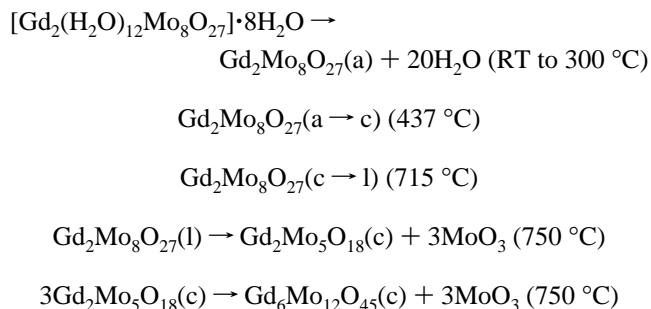 [Gd₂(H₂O)₁₂Mo₈O₂₇]·8H₂O →
Gd₂Mo₈O₂₇(a) + 20H₂O (RT to 300 °C)
Gd₂Mo₈O₂₇(a → c) (437 °C)
Gd₂Mo₈O₂₇(c → l) (715 °C)
Gd₂Mo₈O₂₇(l) → Gd₂Mo₅O₁₈(c) + 3MoO₃ (750 °C)
3Gd₂Mo₅O₁₈(c) → Gd₆Mo₁₂O₄₅(c) + 3MoO₃ (750 °C)